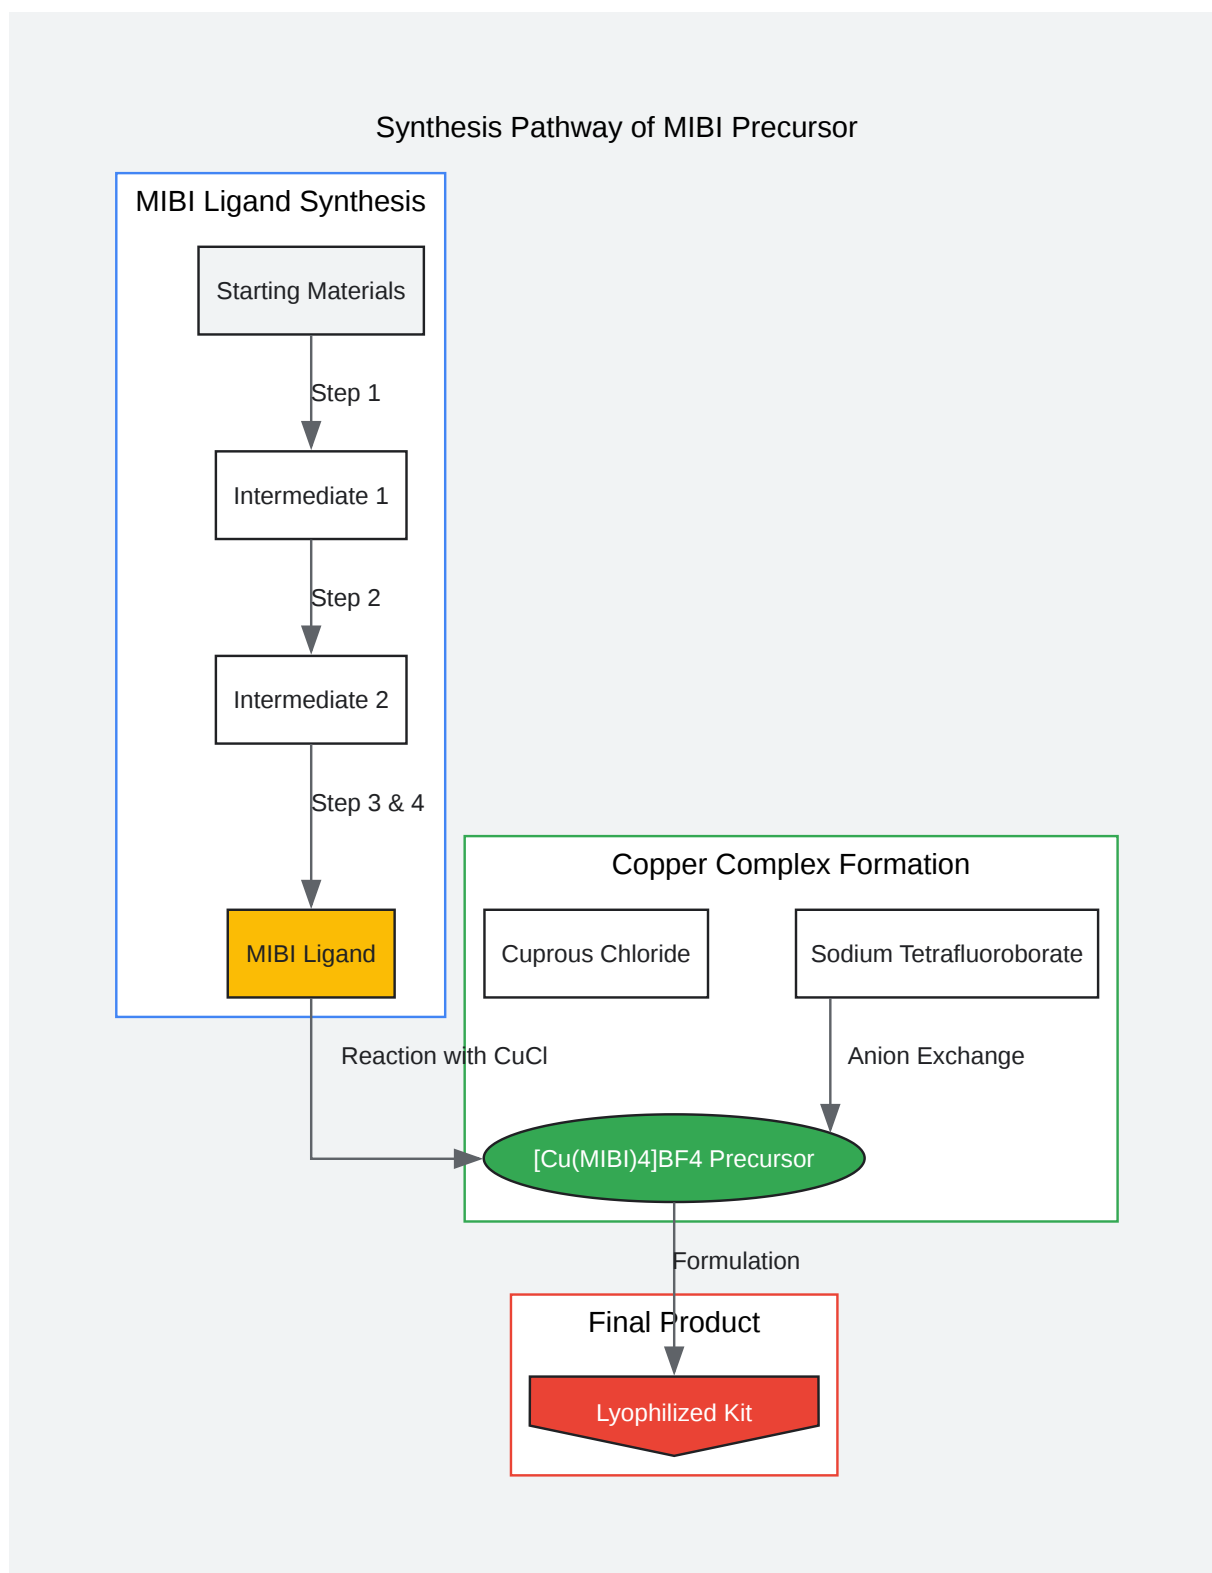 Synthesis Pathway of MIBI Precursor
MIBI Ligand Synthesis
Starting Materials
Step 1
Intermediate 1
Step 2
Intermediate 2
Step 3 & 4
MIBI Ligand
Copper Complex Formation
Cuprous Chloride
Sodium Tetrafluoroborate
Reaction with CuCl
Anion Exchange
[Cu(MIBI)4]BF4 Precursor
Formulation
Final Product
Lyophilized Kit